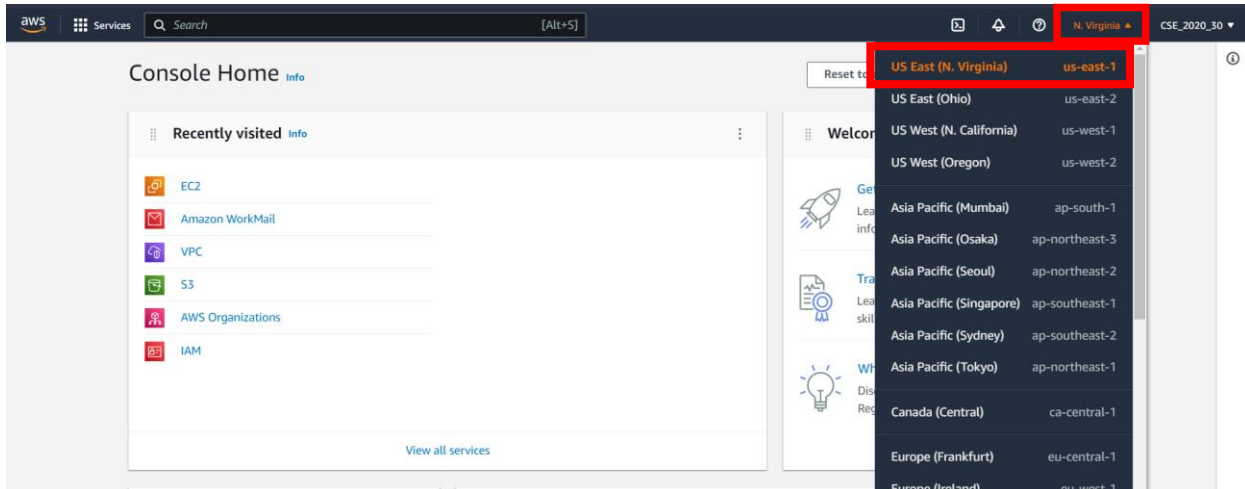 aws Services Search [Alt+S] N. Virginia CSE_2020_30
Console Home Info
Reset to
Recently visited Info
EC2
Amazon WorkMail
VPC
S3
AWS Organizations
IAM
View all services
US East (N. Virginia) us-east-1
US East (Ohio) us-east-2
US West (N. California) us-west-1
US West (Oregon) us-west-2
Asia Pacific (Mumbai) ap-south-1
Asia Pacific (Osaka) ap-northeast-3
Asia Pacific (Seoul) ap-northeast-2
Asia Pacific (Singapore) ap-southeast-1
Asia Pacific (Sydney) ap-southeast-2
Asia Pacific (Tokyo) ap-northeast-1
Canada (Central) ca-central-1
Europe (Frankfurt) eu-central-1
Europe (Ireland) eu-west-1